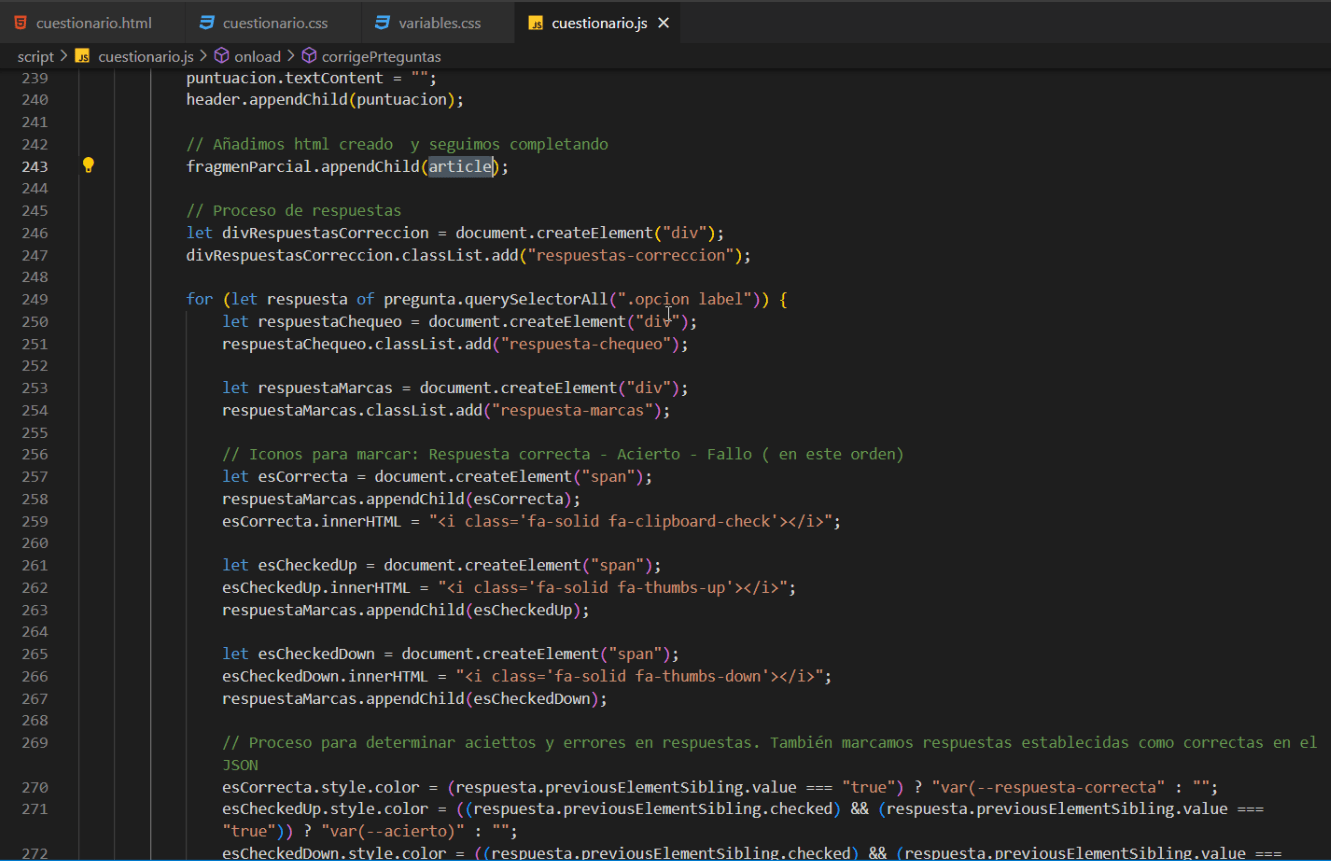 cuestionario.html cuestionario.css variables.css JS cuestionario.js ×
script > JS cuestionario.js > onload > corrigePrteguntas
239 puntuacion.textContent = "";
240 header.appendChild(puntuacion);
241
242 // Añadimos html creado  y seguimos completando
243 fragmenParcial.appendChild(article);
244
245 // Proceso de respuestas
246 let divRespuestasCorreccion = document.createElement("div");
247 divRespuestasCorreccion.classList.add("respuestas-correccion");
248
249 for (let respuesta of pregunta.querySelectorAll(".opcion label")) {
250 let respuestaChequeo = document.createElement("div");
251 respuestaChequeo.classList.add("respuesta-chequeo");
252
253 let respuestaMarcas = document.createElement("div");
254 respuestaMarcas.classList.add("respuesta-marcas");
255
256 // Iconos para marcar: Respuesta correcta - Acierto - Fallo ( en este orden)
257 let esCorrecta = document.createElement("span");
258 respuestaMarcas.appendChild(esCorrecta);
259 esCorrecta.innerHTML = "<i class='fa-solid fa-clipboard-check'></i>";
260
261 let esCheckedUp = document.createElement("span");
262 esCheckedUp.innerHTML = "<i class='fa-solid fa-thumbs-up'></i>";
263 respuestaMarcas.appendChild(esCheckedUp);
264
265 let esCheckedDown = document.createElement("span");
266 esCheckedDown.innerHTML = "<i class='fa-solid fa-thumbs-down'></i>";
267 respuestaMarcas.appendChild(esCheckedDown);
268
269 // Proceso para determinar aciettos y errores en respuestas. También marcamos respuestas establecidas como correctas en el
JSON
270 esCorrecta.style.color = (respuesta.previousElementSibling.value === "true") ? "var(--respuesta-correcta" : "";
271 esCheckedUp.style.color = ((respuesta.previousElementSibling.checked) && (respuesta.previousElementSibling.value ===
"true")) ? "var(--acierto)" : "";
272 esCheckedDown.style.color = ((respuesta.previousElementSibling.checked) && (respuesta.previousElementSibling.value ===